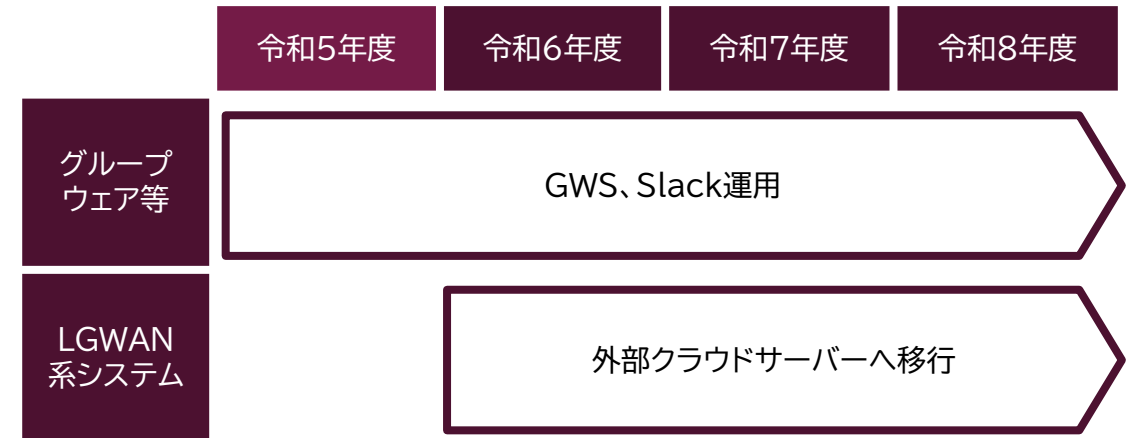 令和5年度
令和6年度
令和7年度
令和8年度
グループ
ウェア等
GWS、Slack運用
LGWAN
系システム
外部クラウドサーバーへ移行